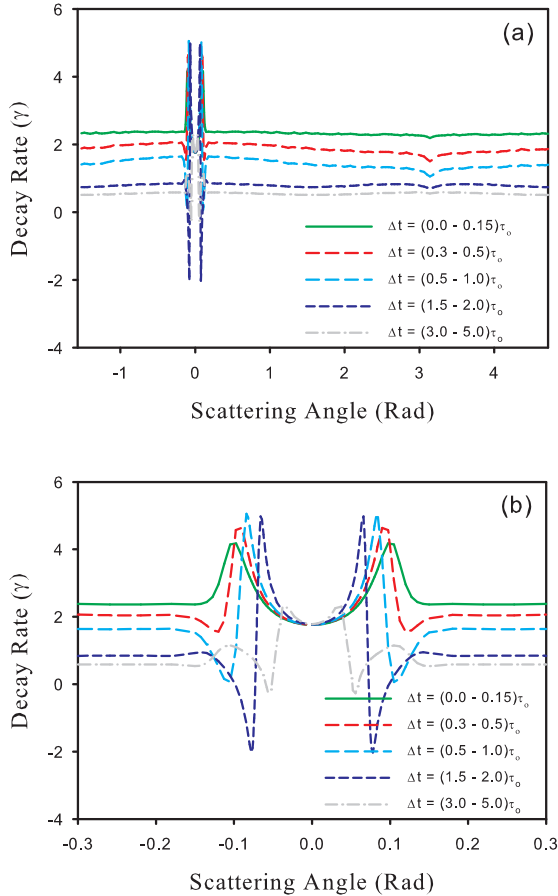 (a)
6
4
2
0
-2
-4
Decay Rate (γ)
Δt = (0.0 - 0.15)τo
Δt = (0.3 - 0.5)τo
Δt = (0.5 - 1.0)τo
Δt = (1.5 - 2.0)τo
Δt = (3.0 - 5.0)τo
-1 0 1 2 3 4
Scattering Angle (Rad)
(b)
6
4
2
0
-2
-4
Decay Rate (γ)
Δt = (0.0 - 0.15)τo
Δt = (0.3 - 0.5)τo
Δt = (0.5 - 1.0)τo
Δt = (1.5 - 2.0)τo
Δt = (3.0 - 5.0)τo
-0.3 -0.2 -0.1 0.0 0.1 0.2 0.3
Scattering Angle (Rad)